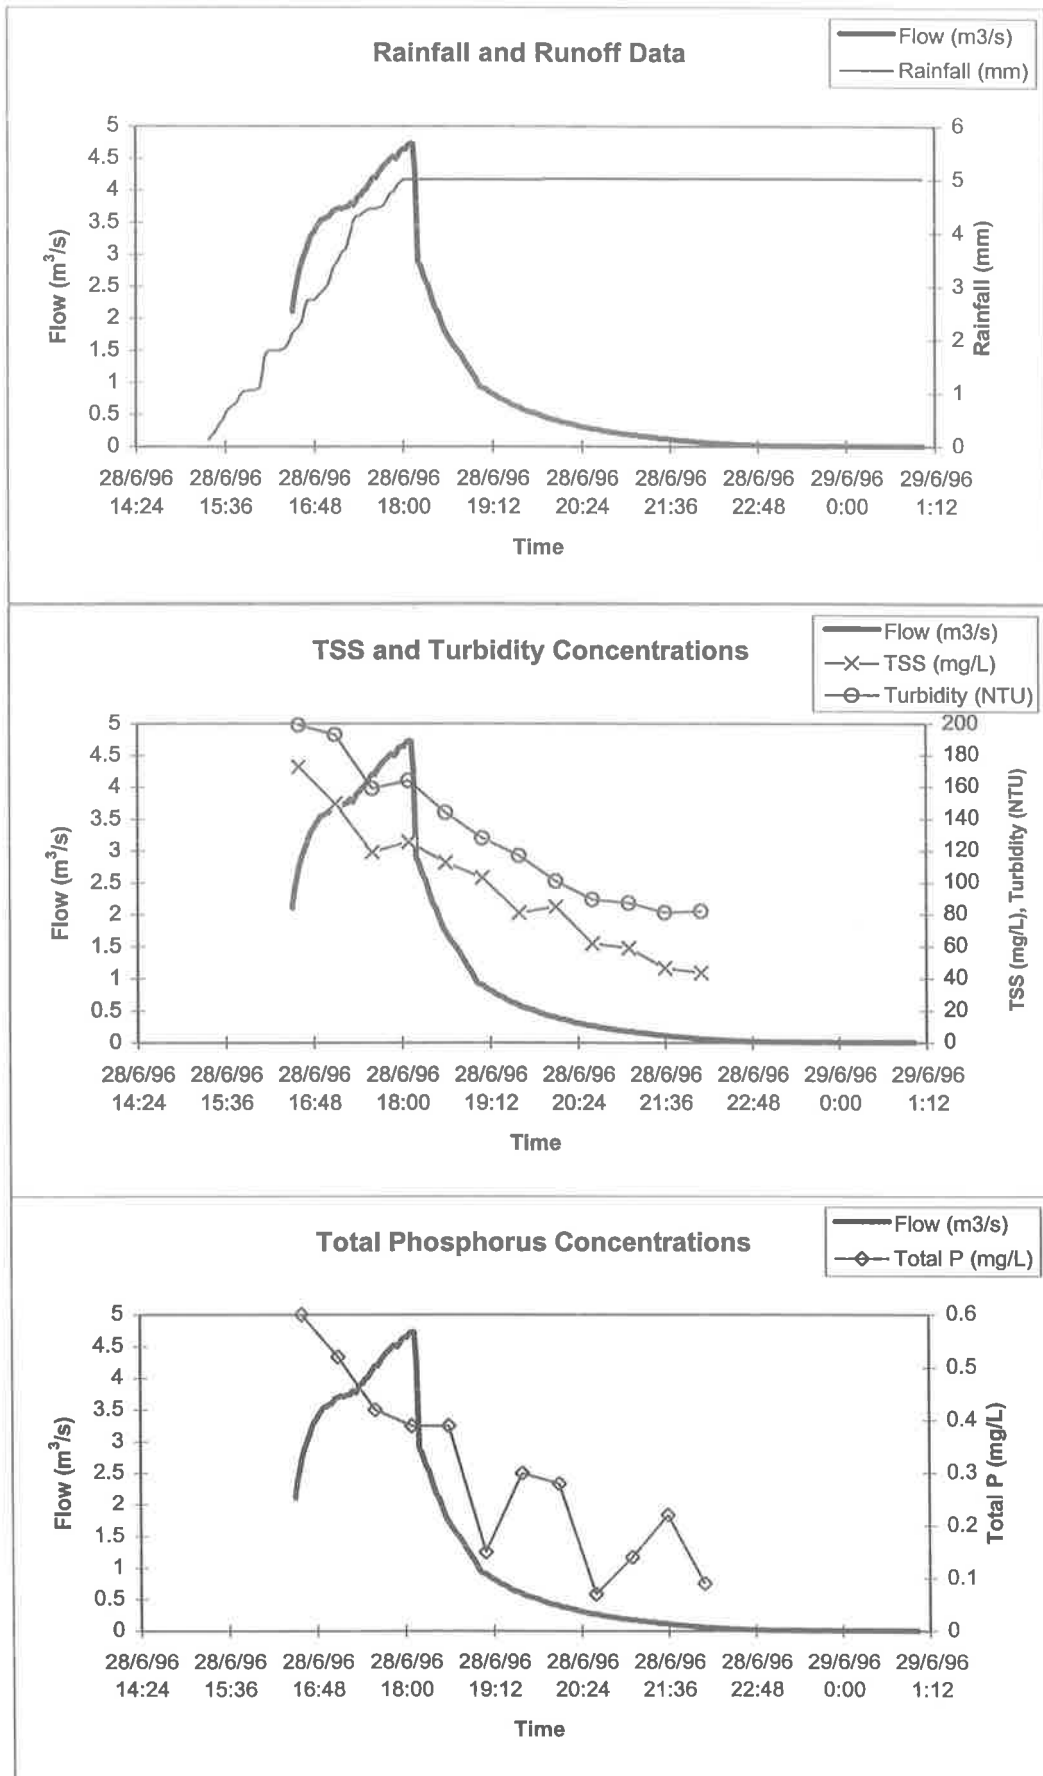 Rainfall and Runoff Data
Flow (m3/s)
Rainfall (mm)
5
4.5
4
3.5
3
2.5
2
1.5
1
0.5
0
Flow (m³/s)
6
5
4
3
2
1
0
Rainfall (mm)
28/6/96 28/6/96 28/6/96 28/6/96 28/6/96 28/6/96 28/6/96 28/6/96 29/6/96 29/6/96
14:24 15:36 16:48 18:00 19:12 20:24 21:36 22:48 0:00 1:12
Time
TSS and Turbidity Concentrations
Flow (m3/s)
TSS (mg/L)
Turbidity (NTU)
5
4.5
4
3.5
3
2.5
2
1.5
1
0.5
0
Flow (m³/s)
200
180
160
140
120
100
80
60
40
20
0
TSS (mg/L), Turbidity (NTU)
28/6/96 28/6/96 28/6/96 28/6/96 28/6/96 28/6/96 28/6/96 28/6/96 29/6/96 29/6/96
14:24 15:36 16:48 18:00 19:12 20:24 21:36 22:48 0:00 1:12
Time
Total Phosphorus Concentrations
Flow (m3/s)
Total P (mg/L)
5
4.5
4
3.5
3
2.5
2
1.5
1
0.5
0
Flow (m³/s)
0.6
0.5
0.4
0.3
0.2
0.1
0
Total P (mg/L)
28/6/96 28/6/96 28/6/96 28/6/96 28/6/96 28/6/96 28/6/96 28/6/96 29/6/96 29/6/96
14:24 15:36 16:48 18:00 19:12 20:24 21:36 22:48 0:00 1:12
Time